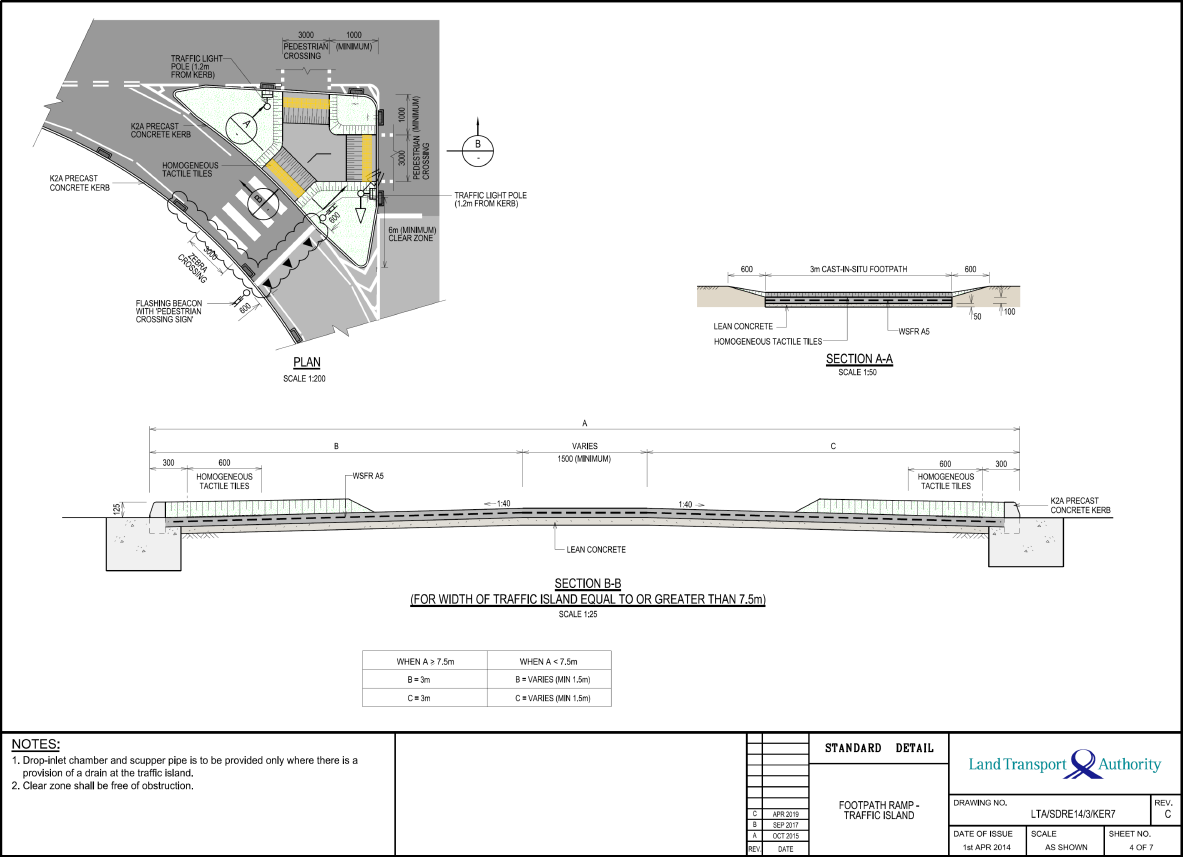 3000
1000
PEDESTRIAN
CROSSING
(MINIMUM)
TRAFFIC LIGHT
POLE (1.2m
FROM KERB)
K2A PRECAST
CONCRETE KERB
A
-
1000
(MINIMUM)
3000
PEDESTRIAN
CROSSING
B
-
HOMOGENEOUS
TACTILE TILES
K2A PRECAST
CONCRETE KERB
B
TRAFFIC LIGHT POLE
(1.2m FROM KERB)
600
6m (MINIMUM)
CLEAR ZONE
3000
ZEBRA
CROSSING
FLASHING BEACON
WITH 'PEDESTRIAN
CROSSING SIGN'
600
PLAN
SCALE 1:200
600
3m CAST-IN-SITU FOOTPATH
600
50
100
LEAN CONCRETE
WSFR A5
HOMOGENEOUS TACTILE TILES
SECTION A-A
SCALE 1:50
A
B
VARIES
C
1500 (MINIMUM)
300
600
HOMOGENEOUS
TACTILE TILES
WSFR A5
600
300
HOMOGENEOUS
TACTILE TILES
125
1:40
1:40
K2A PRECAST
CONCRETE KERB
LEAN CONCRETE
SECTION B-B
(FOR WIDTH OF TRAFFIC ISLAND EQUAL TO OR GREATER THAN 7.5m)
SCALE 1:25
WHEN A ≥ 7.5m
WHEN A < 7.5m
B = 3m
B = VARIES (MIN 1.5m)
C = 3m
C = VARIES (MIN 1.5m)
NOTES:
1. Drop-inlet chamber and scupper pipe is to be provided only where there is a
provision of a drain at the traffic island.
2. Clear zone shall be free of obstruction.
C APR 2019
B SEP 2017
A OCT 2015
REV. DATE
STANDARD DETAIL
FOOTPATH RAMP -
TRAFFIC ISLAND
Land Transport Authority
DRAWING NO.
LTA/SDRE14/3/KER7
REV.
C
DATE OF ISSUE
1st APR 2014
SCALE
AS SHOWN
SHEET NO.
4 OF 7